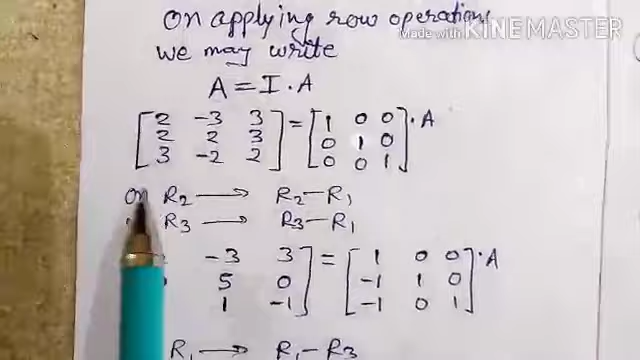 On applying row operations
Made with KINEMASTER
we may write
A = I . A
[2 -3 3; 2 2 3; 3 -2 2] = [1 0 0; 0 1 0; 0 0 1] . A
on R₂ → R₂ - R₁
R₃ → R₃ - R₁
-3 3; 5 0; 1 -1] = [1 0 0; -1 1 0; -1 0 1] . A
R₁ → R₁ - R₃